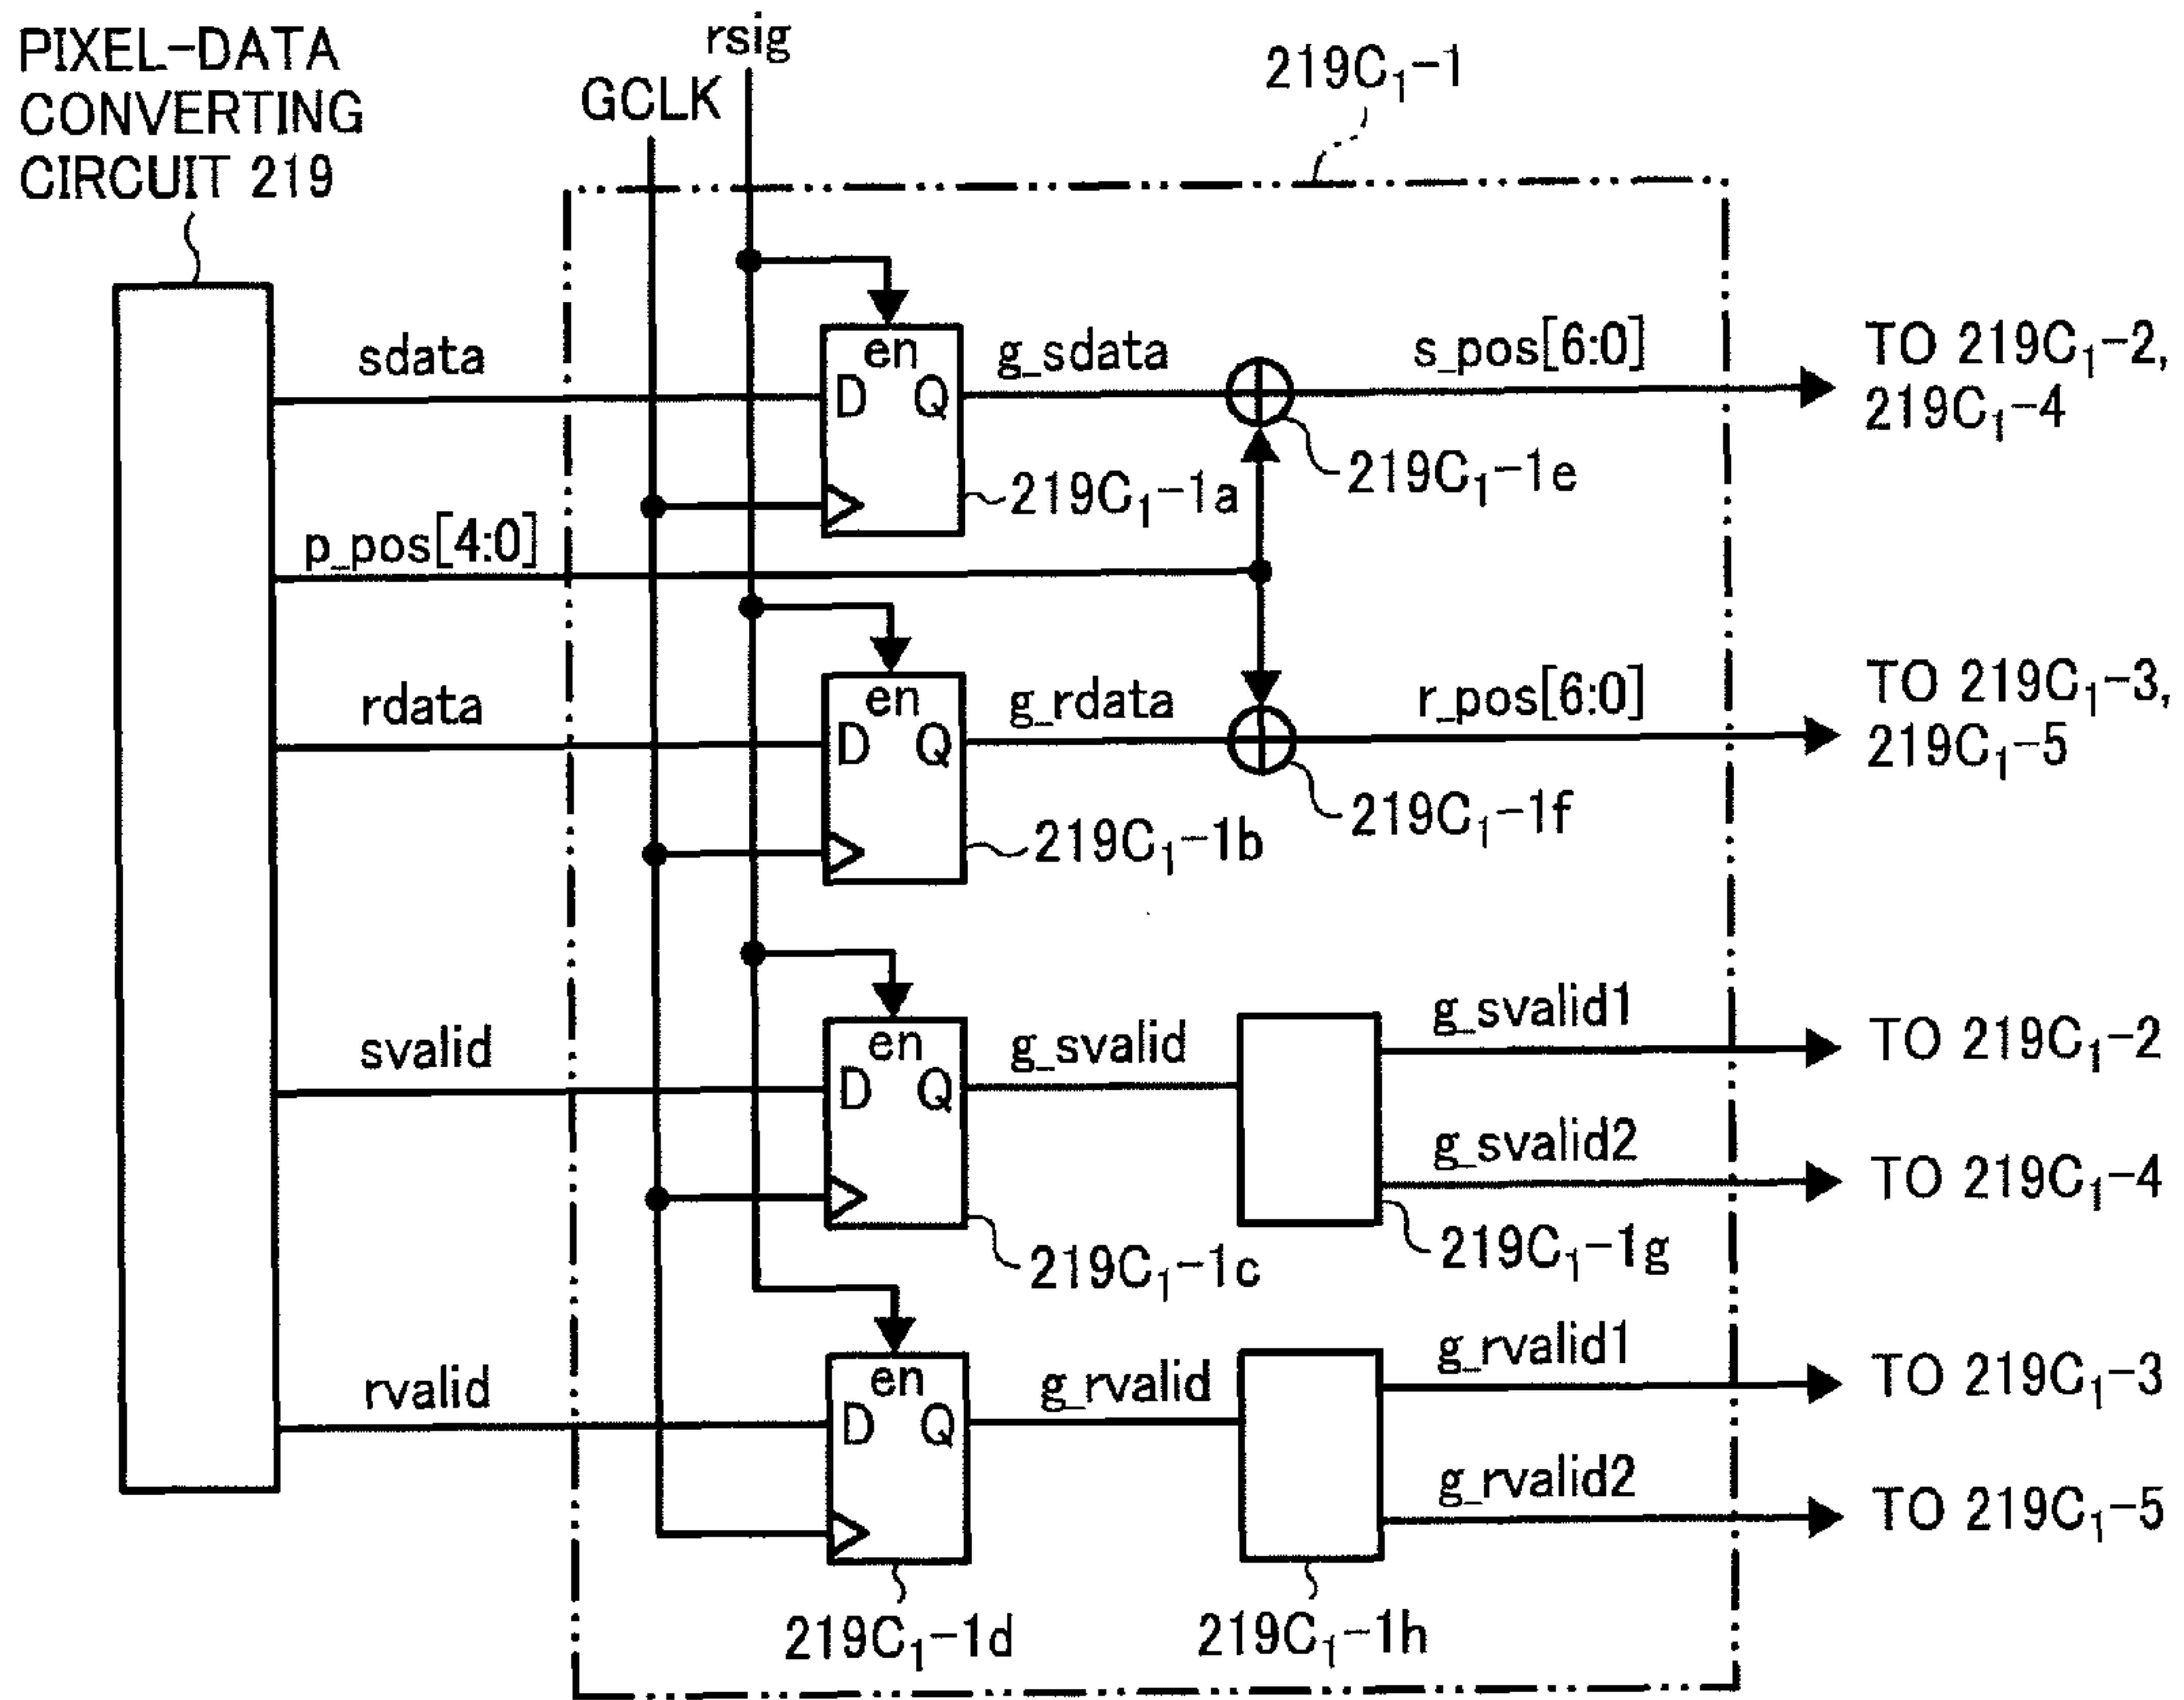 PIXEL-DATA
CONVERTING
CIRCUIT 219
rsig
GCLK
219C₁-1
sdata
en
D Q
g_sdata
s_pos[6:0]
TO 219C₁-2,
219C₁-4
219C₁-1a
219C₁-1e
p_pos[4:0]
rdata
en
D Q
g_rdata
r_pos[6:0]
TO 219C₁-3,
219C₁-5
219C₁-1b
219C₁-1f
svalid
en
D Q
g_svalid
g_svalid1
TO 219C₁-2
g_svalid2
TO 219C₁-4
219C₁-1c
219C₁-1g
rvalid
en
D Q
g_rvalid
g_rvalid1
TO 219C₁-3
g_rvalid2
TO 219C₁-5
219C₁-1d
219C₁-1h